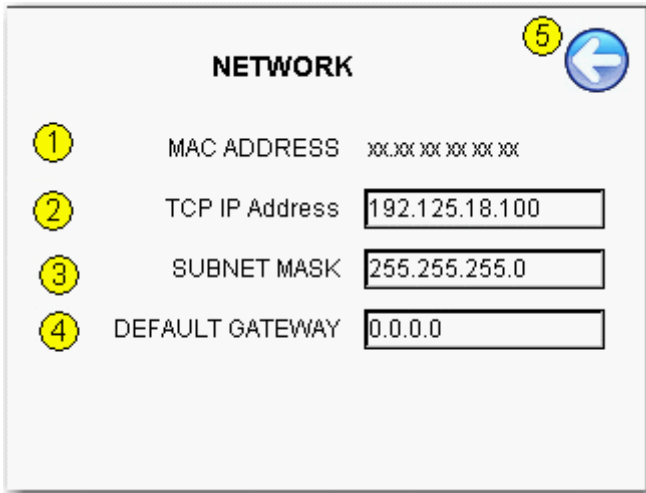 5
NETWORK
1 MAC ADDRESS xx.xx xx xx xx xx
2 TCP IP Address 192.125.18.100
3 SUBNET MASK 255.255.255.0
4 DEFAULT GATEWAY 0.0.0.0